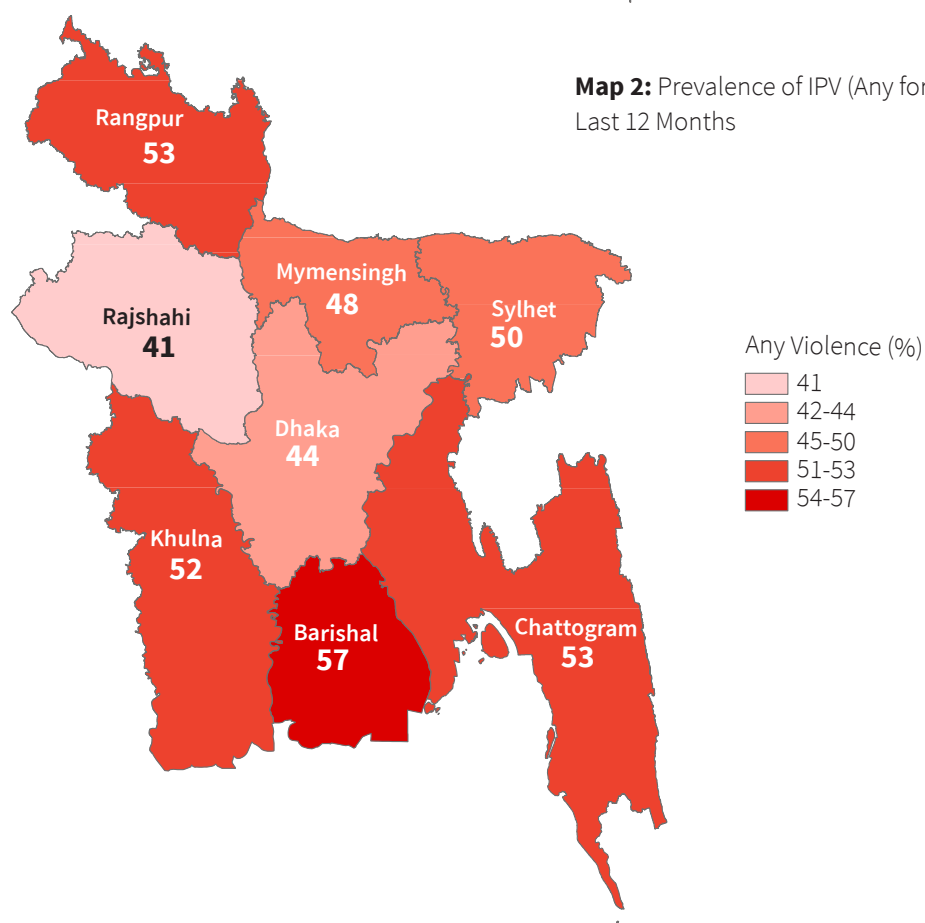 Map 2: Prevalence of IPV (Any
Last 12 Months
Rangpur
53
Mymensingh
48
Sylhet
50
Rajshahi
41
Dhaka
44
Khulna
52
Barishal
57
Chattogram
53
Any Violence (%)
41
42-44
45-50
51-53
54-57